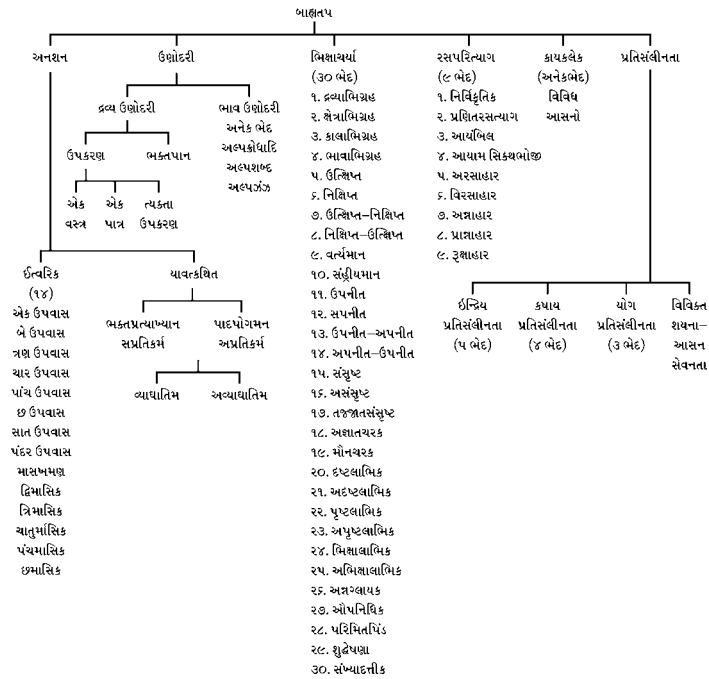 બાહ્યતપ
અનશન
ઉણોદરી
ભિક્ષાચર્યા
(૩૦ ભેદ)
રસપરિત્યાગ
(૯ ભેદ)
કાયકલેક
(અનેકભેદ)
પ્રતિસંલીનતા
દ્રવ્ય ઉણોદરી
ભાવ ઉણોદરી
અનેક ભેદ
અલ્પક્રોધાદિ
અલ્પશબ્દ
અલ્પઝંઝ
ઉપકરણ
ભક્તપાન
એક
વસ્ત્ર
એક
પાત્ર
ત્યક્તા
ઉપકરણ
ઈત્વરિક
(૧૪)
એક ઉપવાસ
બે ઉપવાસ
ત્રણ ઉપવાસ
ચાર ઉપવાસ
પાંચ ઉપવાસ
છ ઉપવાસ
સાત ઉપવાસ
પંદર ઉપવાસ
માસખમણ
દ્વિમાસિક
ત્રિમાસિક
ચાતુર્માસિક
પંચમાસિક
છમાસિક
યાવત્કથિત
ભક્તપ્રત્યાખ્યાન
સપ્રતિકર્મ
પાદપોગમન
અપ્રતિકર્મ
વ્યાઘાતિમ
અવ્યાઘાતિમ
૧. દ્રવ્યાભિગ્રહ
૨. ક્ષેત્રાભિગ્રહ
૩. કાલાભિગ્રહ
૪. ભાવાભિગ્રહ
૫. ઉત્ક્ષિપ્ત
૬. નિક્ષિપ્ત
૭. ઉત્ક્ષિપ્ત–નિક્ષિપ્ત
૮. નિક્ષિપ્ત–ઉત્ક્ષિપ્ત
૯. વર્ત્યમાન
૧૦. સંહ્રીયમાન
૧૧. ઉપનીત
૧૨. સપનીત
૧૩. ઉપનીત–અપનીત
૧૪. અપનીત–ઉપનીત
૧૫. સંસૃષ્ટ
૧૬. અસંસૃષ્ટ
૧૭. તજ્જાતસંસૃષ્ટ
૧૮. અજ્ઞાતચરક
૧૯. મૌનચરક
૨૦. દષ્ટલાભિક
૨૧. અદષ્ટલાભિક
૨૨. પૃષ્ટલાભિક
૨૩. અપૃષ્ટલાભિક
૨૪. ભિક્ષાલાભિક
૨૫. અભિક્ષાલાભિક
૨૬. અન્નગ્લાયક
૨૭. ઔપનિધિક
૨૮. પરિમિતપિંડ
૨૯. શુદ્ધેષણા
૩૦. સંખ્યાદત્તીક
૧. નિર્વિકૃતિક
૨. પ્રણિતરસત્યાગ
૩. આયંબિલ
૪. આયામ સિક્થભોજી
૫. અરસાહાર
૬. વિરસાહાર
૭. અન્નાહાર
૮. પ્રાન્નાહાર
૯. રૂક્ષાહાર
વિવિધ
આસનો
ઇન્દ્રિય
પ્રતિસંલીનતા
(૫ ભેદ)
કષાય
પ્રતિસંલીનતા
(૪ ભેદ)
યોગ
પ્રતિસંલીનતા
(૩ ભેદ)
વિવિક્ત
શયના–
આસન
સેવનતા